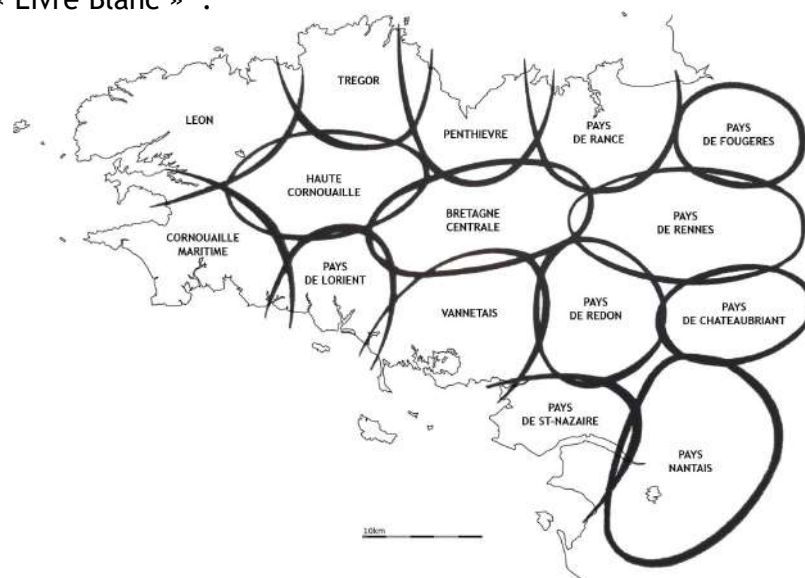 « Livre Blanc » :
TREGOR
LEON
PENTHIEVRE
PAYS
DE RANCE
PAYS
DE FOUGERES
HAUTE
CORNOUAILLE
BRETAGNE
CENTRALE
PAYS
DE RENNES
CORNOUAILLE
MARITIME
PAYS
DE LORIENT
VANNETAIS
PAYS
DE REDON
PAYS
DE CHATEAUBRIANT
PAYS
DE ST-NAZAIRE
PAYS
NANTAIS
10km